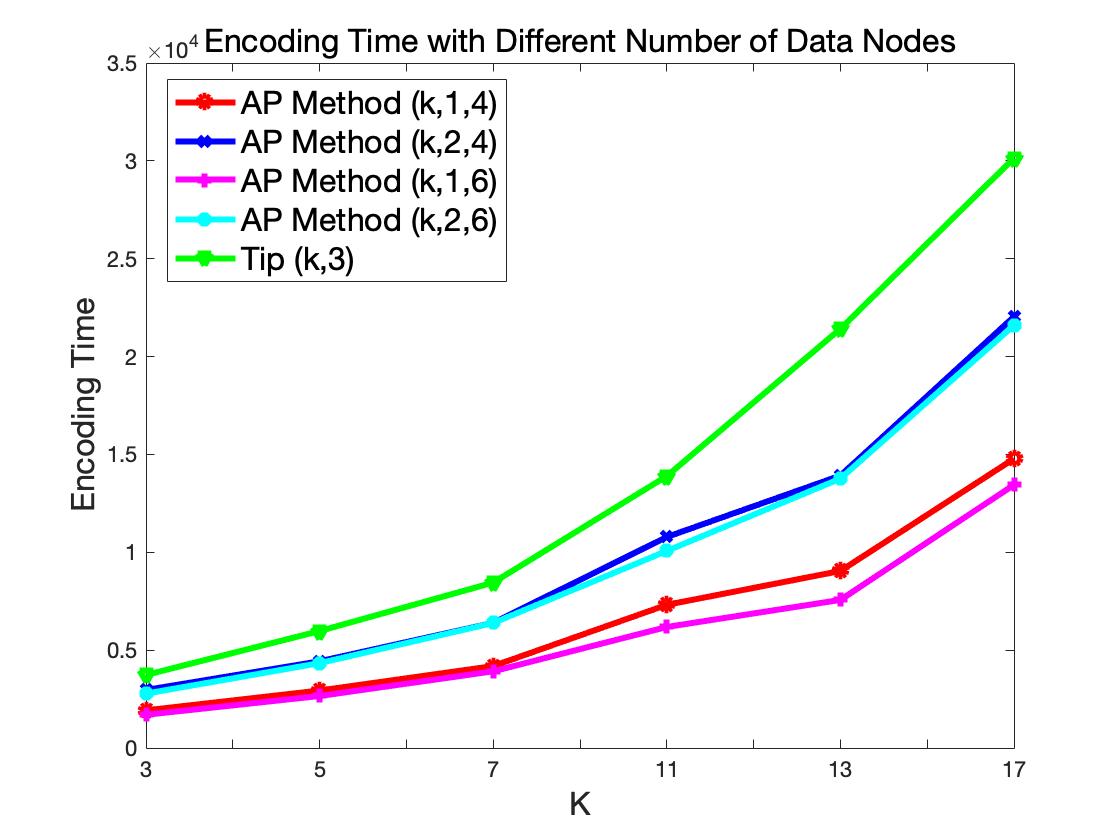 ×10⁴ Encoding Time with Different Number of Data Nodes
3.5
3
2.5
2
1.5
1
0.5
0
Encoding Time
AP Method (k,1,4)
AP Method (k,2,4)
AP Method (k,1,6)
AP Method (k,2,6)
Tip (k,3)
3 5 7 11 13 17
K